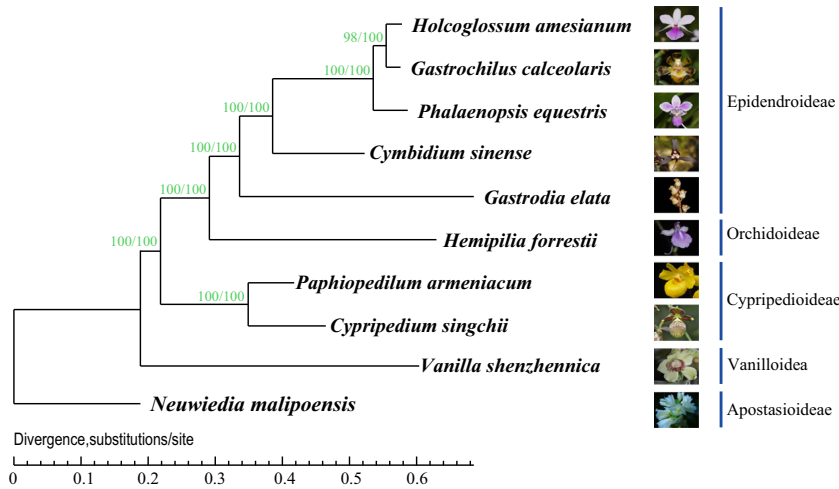 Holcoglossum amesianum
98/100
Gastrochilus calceolaris
100/100
Epidendroideae
Phalaenopsis equestris
100/100
Cymbidium sinense
100/100
100/100
Gastrodia elata
Orchidoideae
Hemipilia forrestii
100/100
Paphiopedilum armeniacum
100/100
Cypripedioideae
Cypripedium singchii
Vanilla shenzhennica
Vanilloidea
Neuwiedia malipoensis
Apostasioideae
Divergence,substitutions/site
0 0.1 0.2 0.3 0.4 0.5 0.6